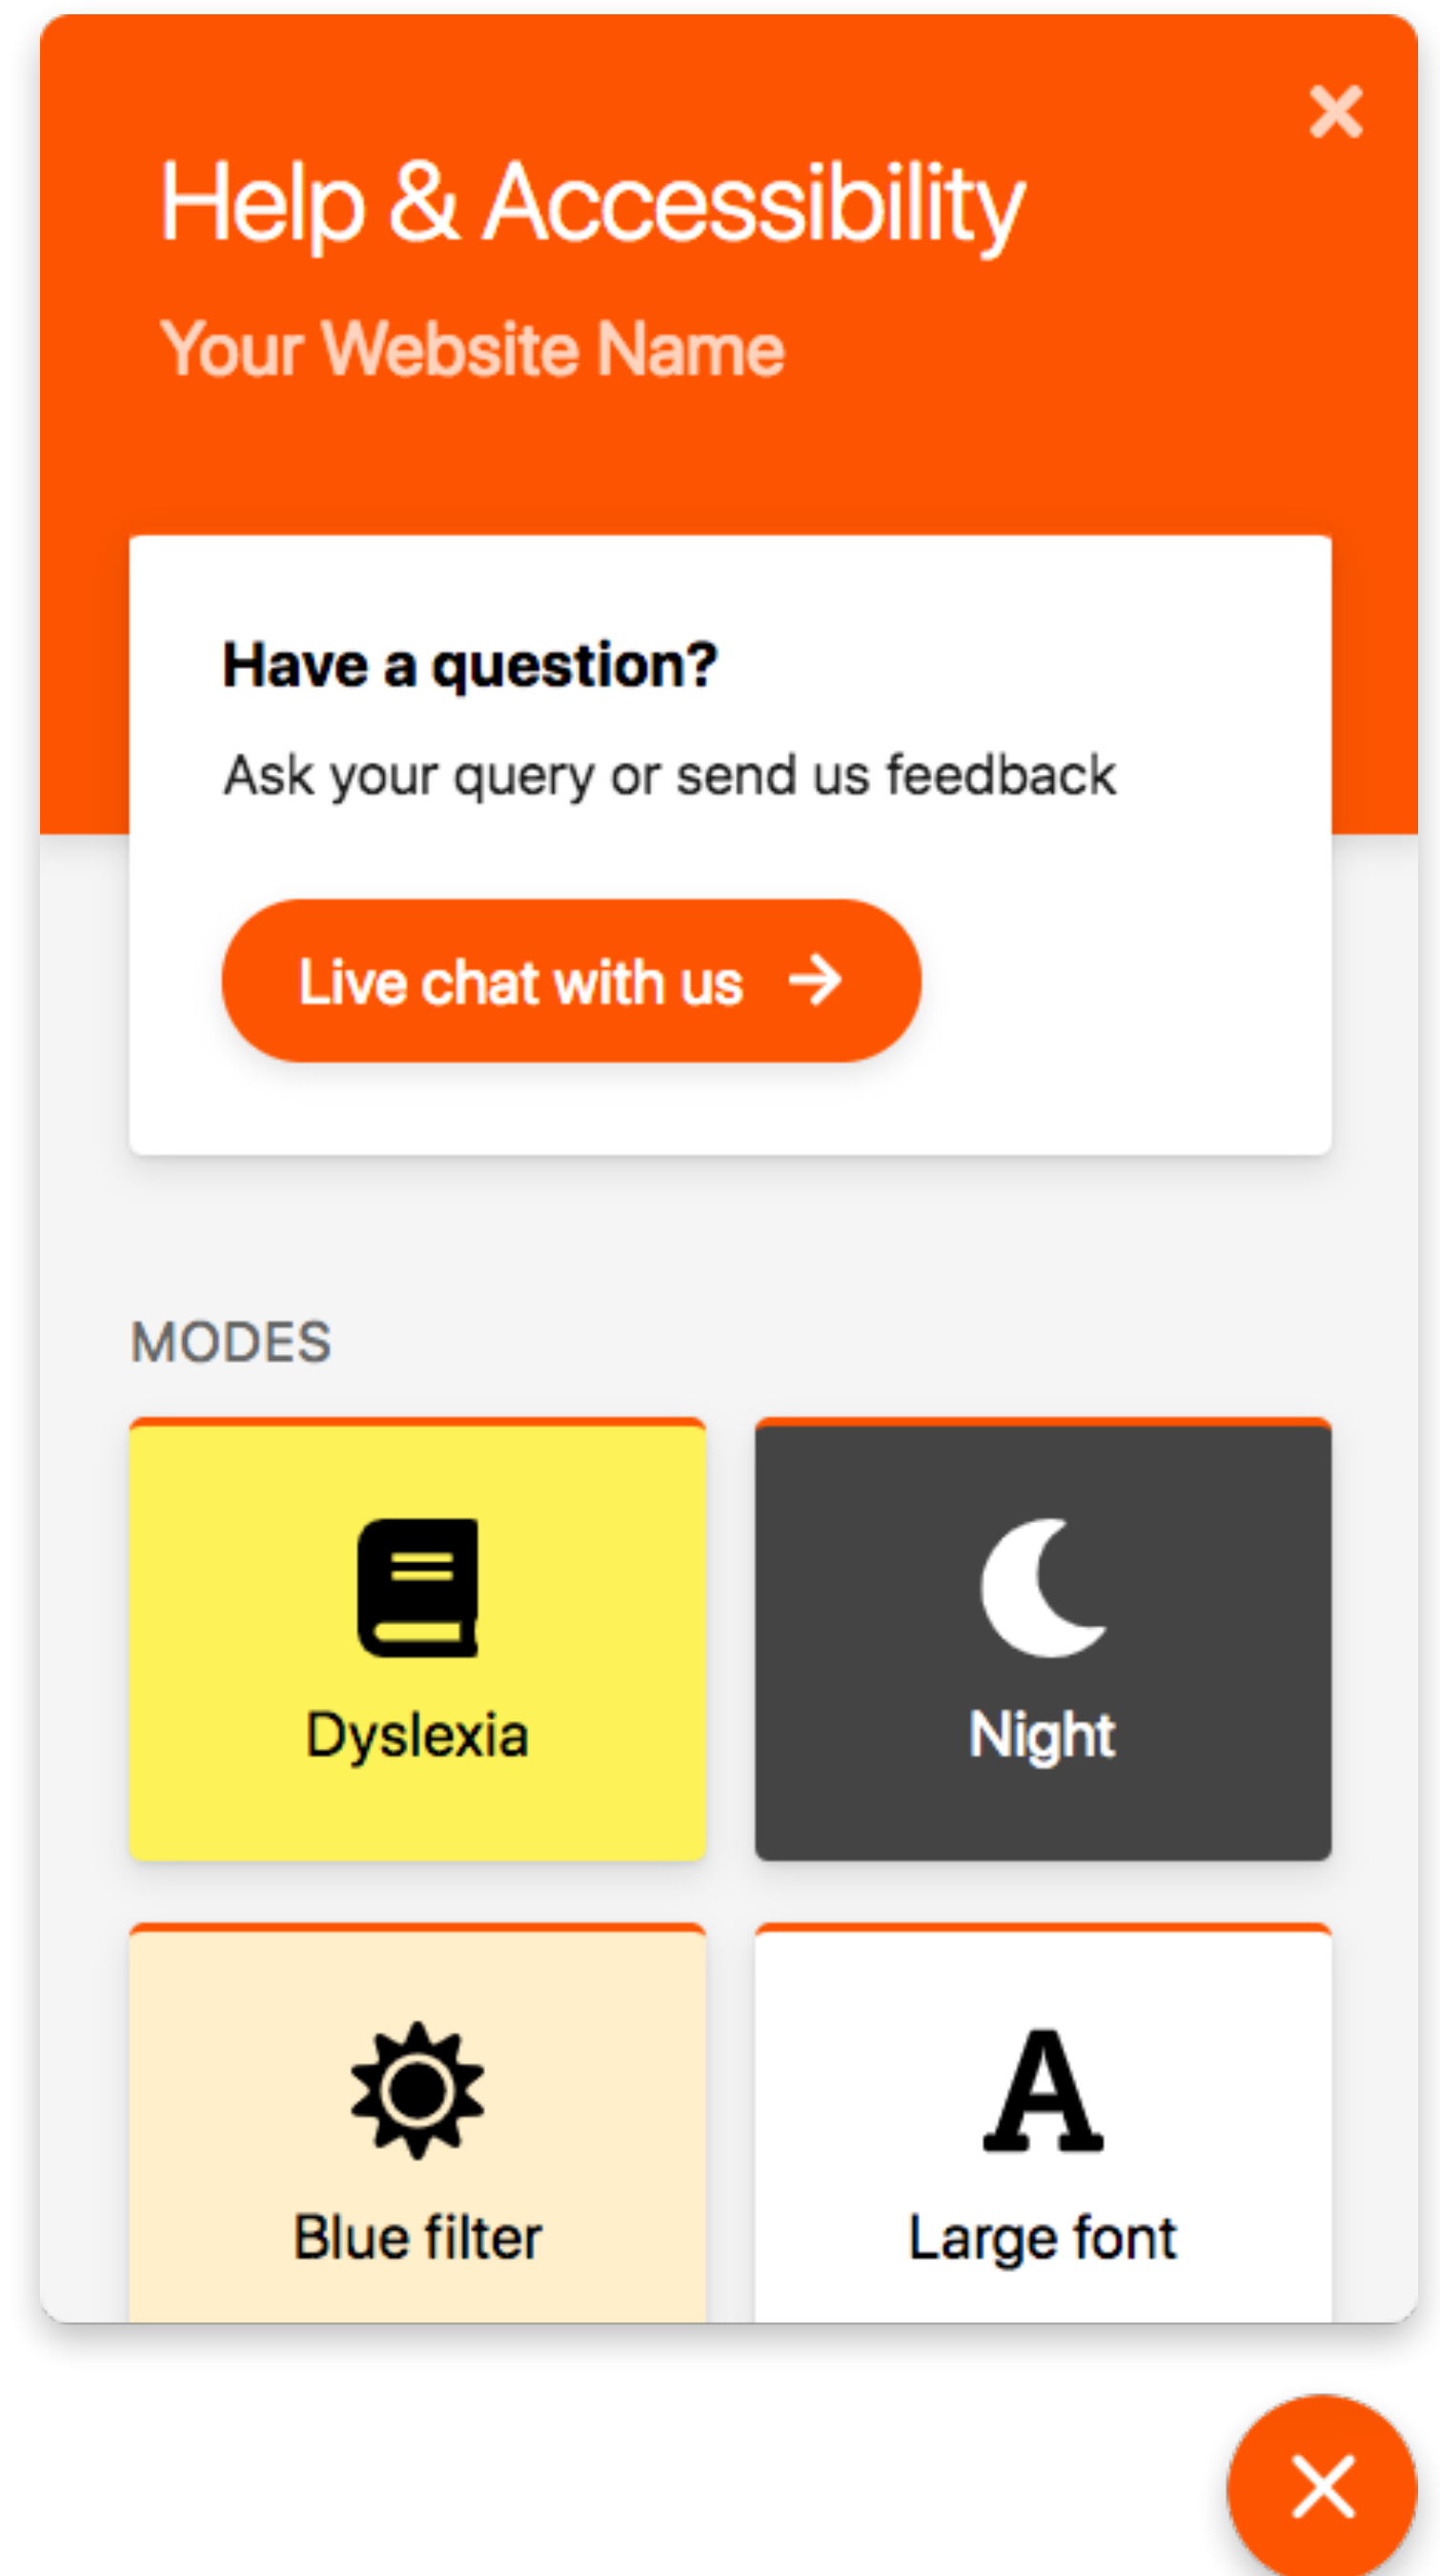 Help & Accessibility
Your Website Name
Have a question?
Ask your query or send us feedback
Live chat with us
MODES
Dyslexia
Night
Blue filter
Large font